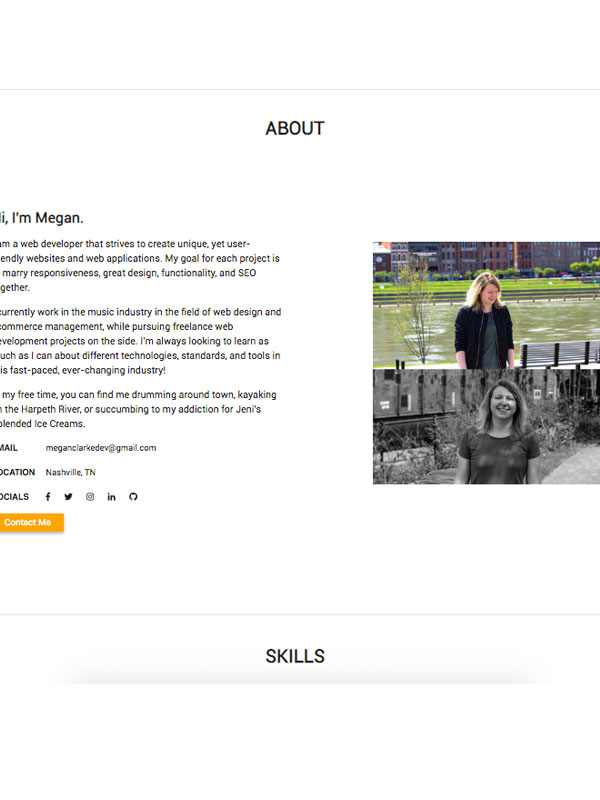 ABOUT
i, I'm Megan.
am a web developer that strives to create unique, yet user-
endly websites and web applications. My goal for each project is
marry responsiveness, great design, functionality, and SEO
gether.
currently work in the music industry in the field of web design and
commerce management, while pursuing freelance web
evelopment projects on the side. I'm always looking to learn as
uch as I can about different technologies, standards, and tools in
is fast-paced, ever-changing industry!
my free time, you can find me drumming around town, kayaking
n the Harpeth River, or succumbing to my addiction for Jeni's
plended Ice Creams.
MAIL meganclarkedev@gmail.com
OCATION Nashville, TN
OCIALS
Contact Me
SKILLS